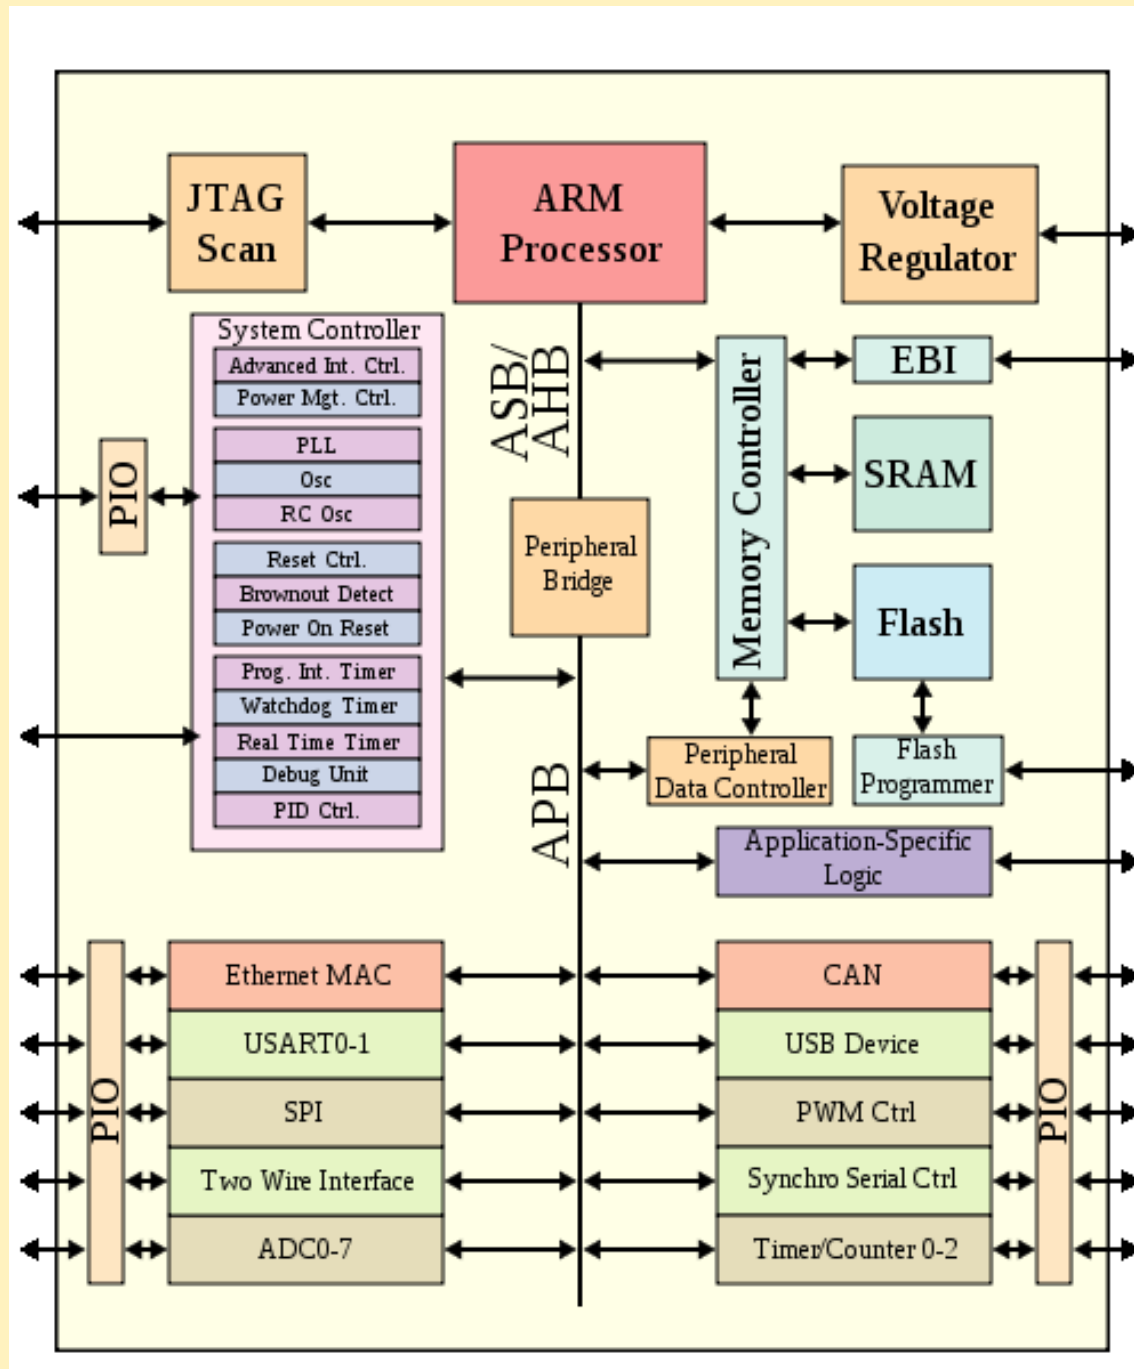 JTAG
Scan
ARM
Processor
Voltage
Regulator
System Controller
Advanced Int. Ctrl.
Power Mgt. Ctrl.
PLL
Osc
RC Osc
Reset Ctrl.
Brownout Detect
Power On Reset
Prog. Int. Timer
Watchdog Timer
Real Time Timer
Debug Unit
PID Ctrl.
PIO
ASB/
AHB
Peripheral
Bridge
APB
Memory Controller
EBI
SRAM
Flash
Peripheral
Data Controller
Flash
Programmer
Application-Specific
Logic
PIO
Ethernet MAC
USART0-1
SPI
Two Wire Interface
ADC0-7
CAN
USB Device
PWM Ctrl
Synchro Serial Ctrl
Timer/Counter 0-2
PIO